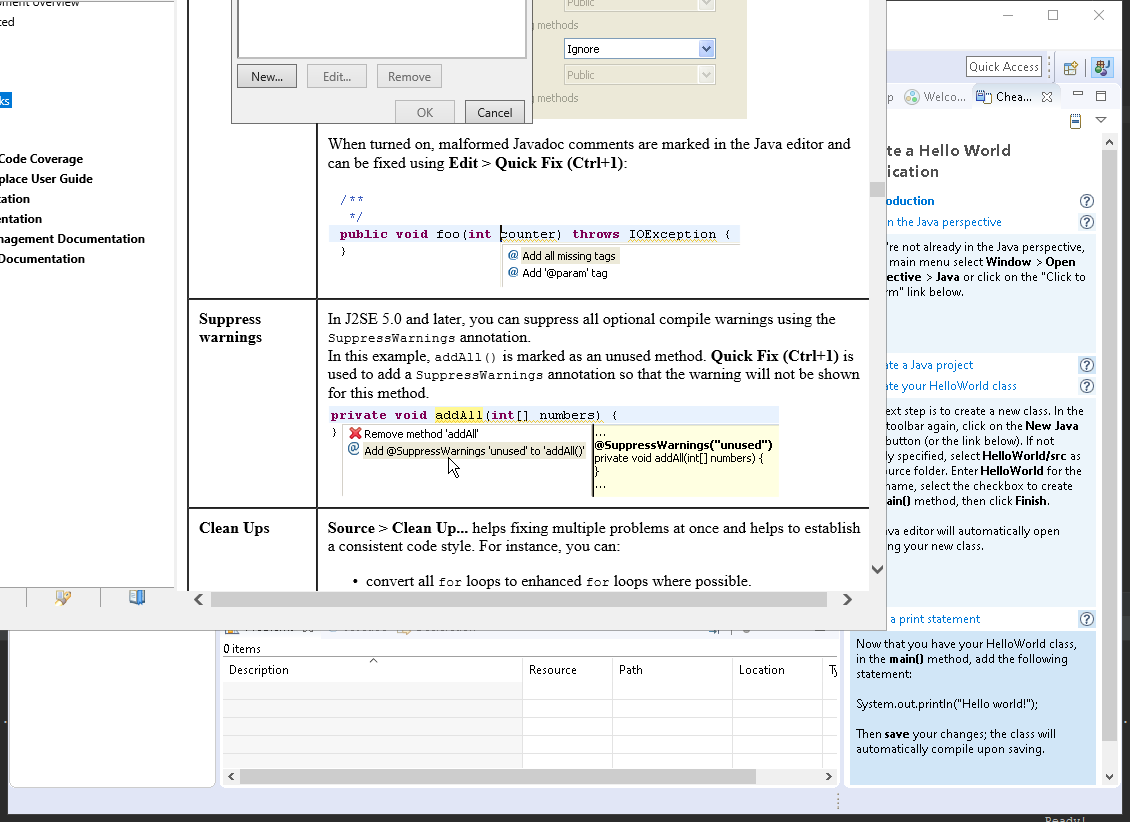 ment overview
ted
ks
Code Coverage
place User Guide
tation
entation
nagement Documentation
Documentation
New...
Edit...
Remove
OK
Cancel
Public
methods
Ignore
Public
methods
When turned on, malformed Javadoc comments are marked in the Java editor and
can be fixed using Edit > Quick Fix (Ctrl+1):
/**
*/
public void foo(int counter) throws IOException {
}
@ Add all missing tags
@ Add '@param' tag
Suppress
warnings
In J2SE 5.0 and later, you can suppress all optional compile warnings using the
SuppressWarnings annotation.
In this example, addAll() is marked as an unused method. Quick Fix (Ctrl+1) is
used to add a SuppressWarnings annotation so that the warning will not be shown
for this method.
private void addAll(int[] numbers) {
}
Remove method 'addAll'
@ Add @SuppressWarnings 'unused' to 'addAll()'
...
@SuppressWarnings("unused")
private void addAll(int[] numbers) {
}
...
Clean Ups
Source > Clean Up... helps fixing multiple problems at once and helps to establish
a consistent code style. For instance, you can:
• convert all for loops to enhanced for loops where possible.
0 items
Description
Resource
Path
Location
Ty
Quick Access
p
Welco...
Chea...
te a Hello World
ication
oduction
n the Java perspective
're not already in the Java perspective,
main menu select Window > Open
ective > Java or click on the "Click to
rm" link below.
ate a Java project
ate your HelloWorld class
ext step is to create a new class. In the
toolbar again, click on the New Java
button (or the link below). If not
ly specified, select HelloWorld/src as
urce folder. Enter HelloWorld for the
name, select the checkbox to create
ain() method, then click Finish.
ava editor will automatically open
ng your new class.
a print statement
Now that you have your HelloWorld class,
in the main() method, add the following
statement:
System.out.println("Hello world!");
Then save your changes; the class will
automatically compile upon saving.
Ready!